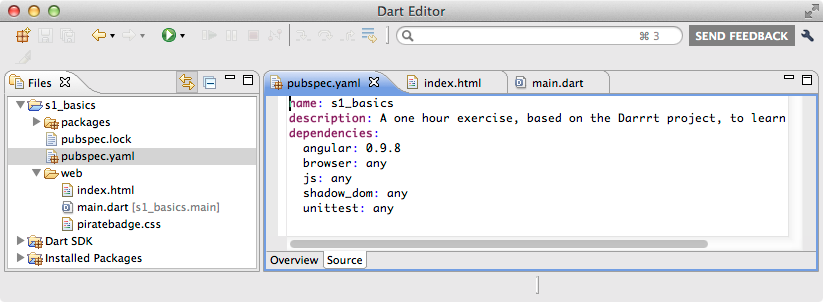 Dart Editor
⌘ 3
SEND FEEDBACK
Files
s1_basics
packages
pubspec.lock
pubspec.yaml
web
index.html
main.dart [s1_basics.main]
piratebadge.css
Dart SDK
Installed Packages
pubspec.yaml
index.html
main.dart
name: s1_basics
description: A one hour exercise, based on the Darrrt project, to learn
dependencies:
angular: 0.9.8
browser: any
js: any
shadow_dom: any
unittest: any
Overview
Source